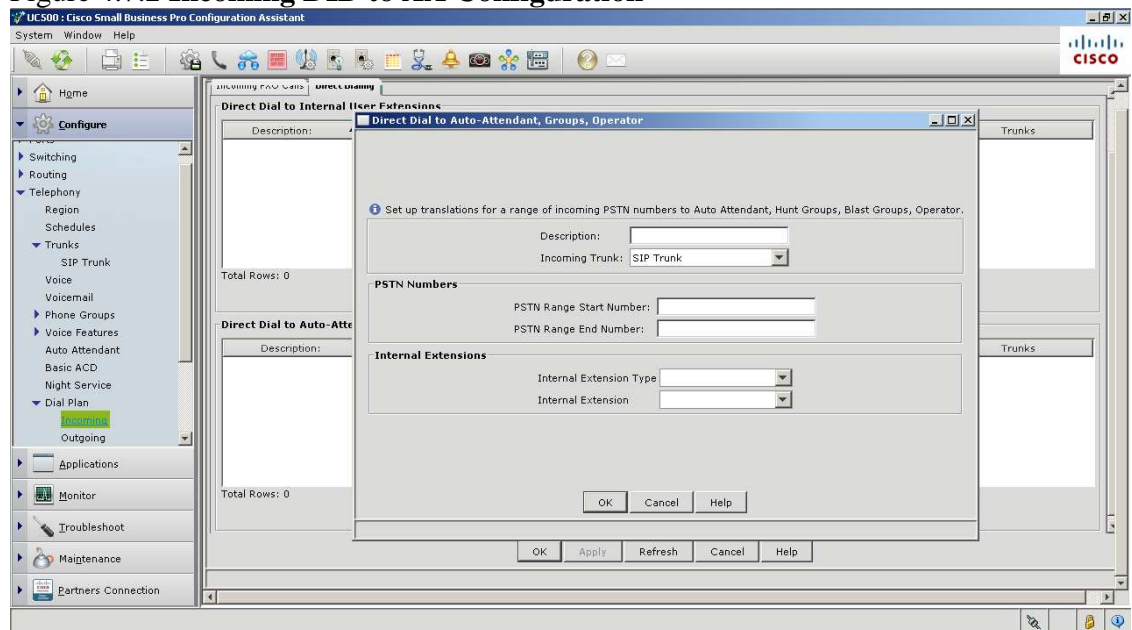 UC500 : Cisco Small Business Pro Configuration Assistant
System Window Help
CISCO
Home
Configure
Switching
Routing
Telephony
Region
Schedules
Trunks
SIP Trunk
Voice
Voicemail
Phone Groups
Voice Features
Auto Attendant
Basic ACD
Night Service
Dial Plan
Incoming
Outgoing
Applications
Monitor
Troubleshoot
Maintenance
Partners Connection
Incoming FXO Calls Direct Dialing
Direct Dial to Internal User Extensions
Description: Trunks
Total Rows: 0
Direct Dial to Auto-Atte
Description: Trunks
Total Rows: 0
Direct Dial to Auto-Attendant, Groups, Operator
Set up translations for a range of incoming PSTN numbers to Auto Attendant, Hunt Groups, Blast Groups, Operator.
Description:
Incoming Trunk: SIP Trunk
PSTN Numbers
PSTN Range Start Number:
PSTN Range End Number:
Internal Extensions
Internal Extension Type
Internal Extension
OK Cancel Help
OK Apply Refresh Cancel Help